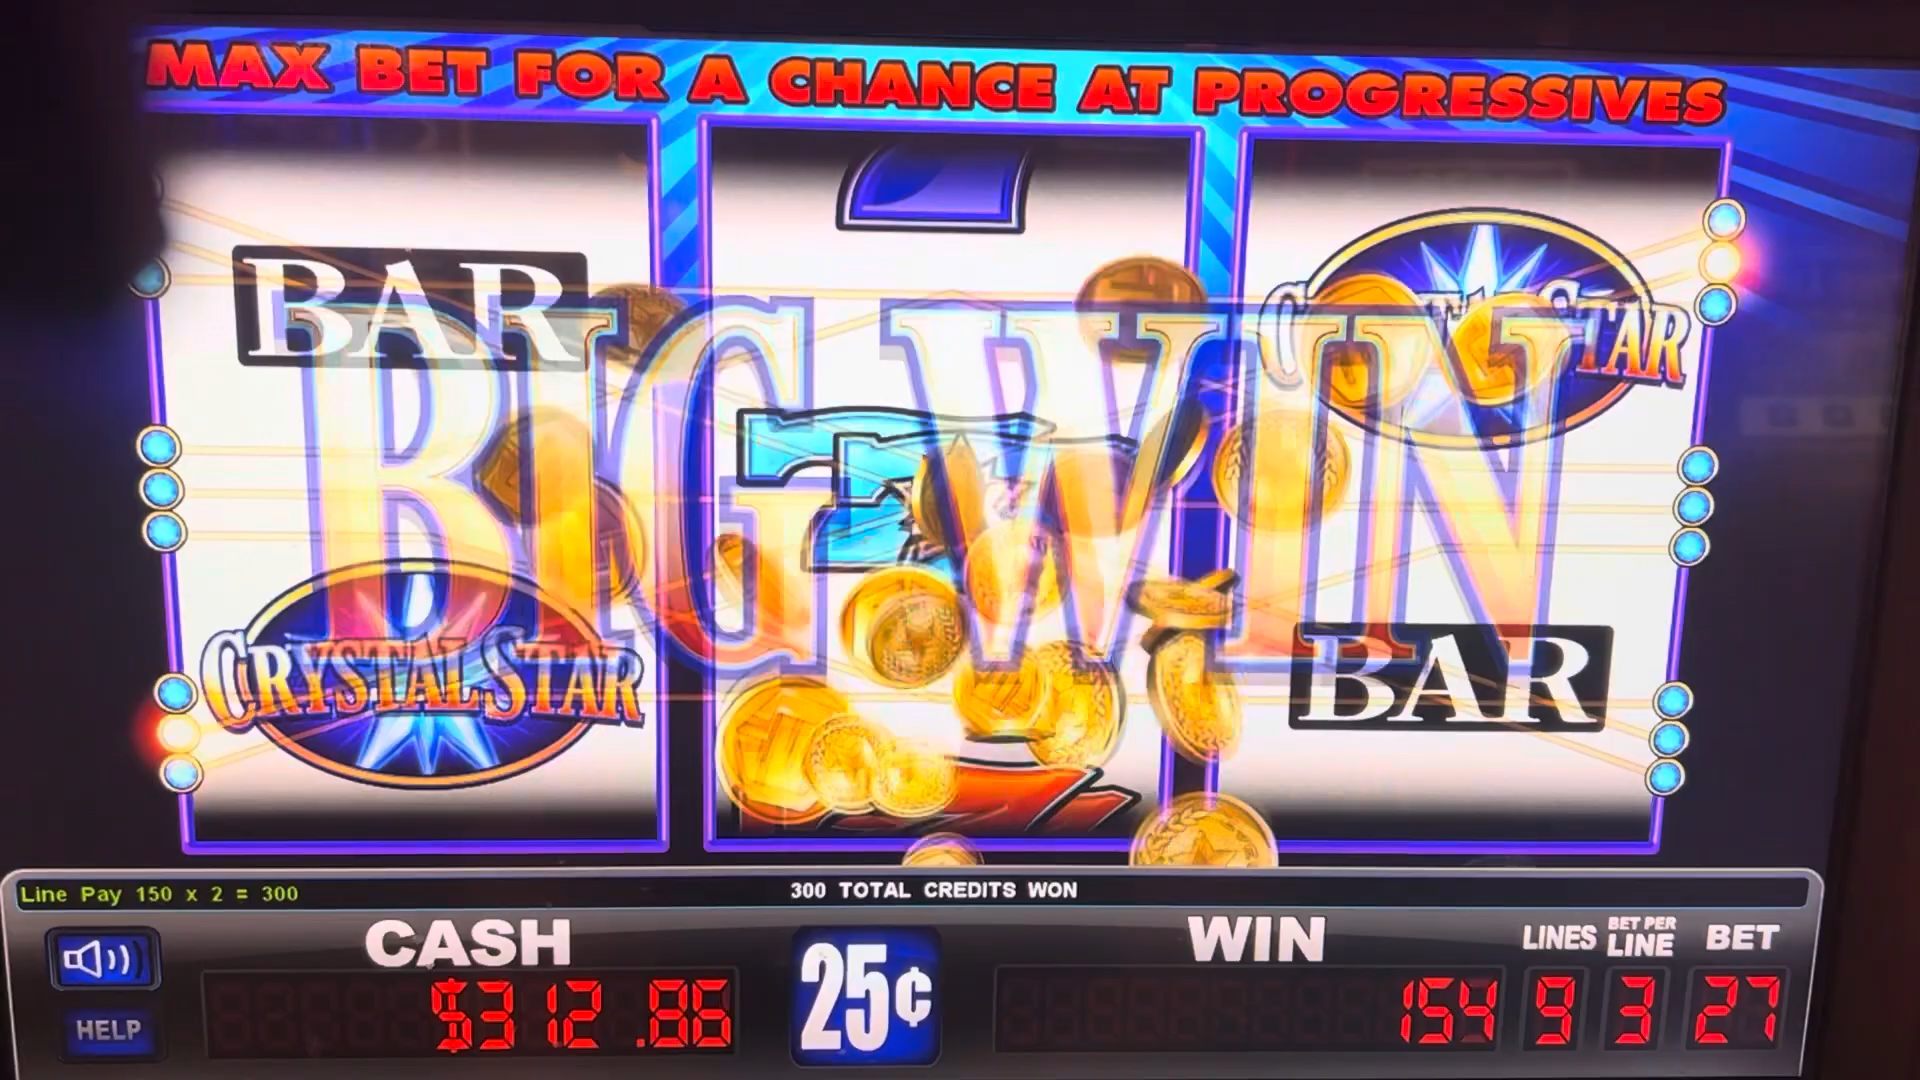 MAX BET FOR A CHANCE AT PROGRESSIVES
BAR
CRYSTAL STAR
BIG WIN
CRYSTAL STAR
BAR
Line Pay 150 x 2 = 300
300 TOTAL CREDITS WON
CASH
25¢
WIN
LINES
BET PER LINE
BET
HELP
$312.86
154
9
3
27